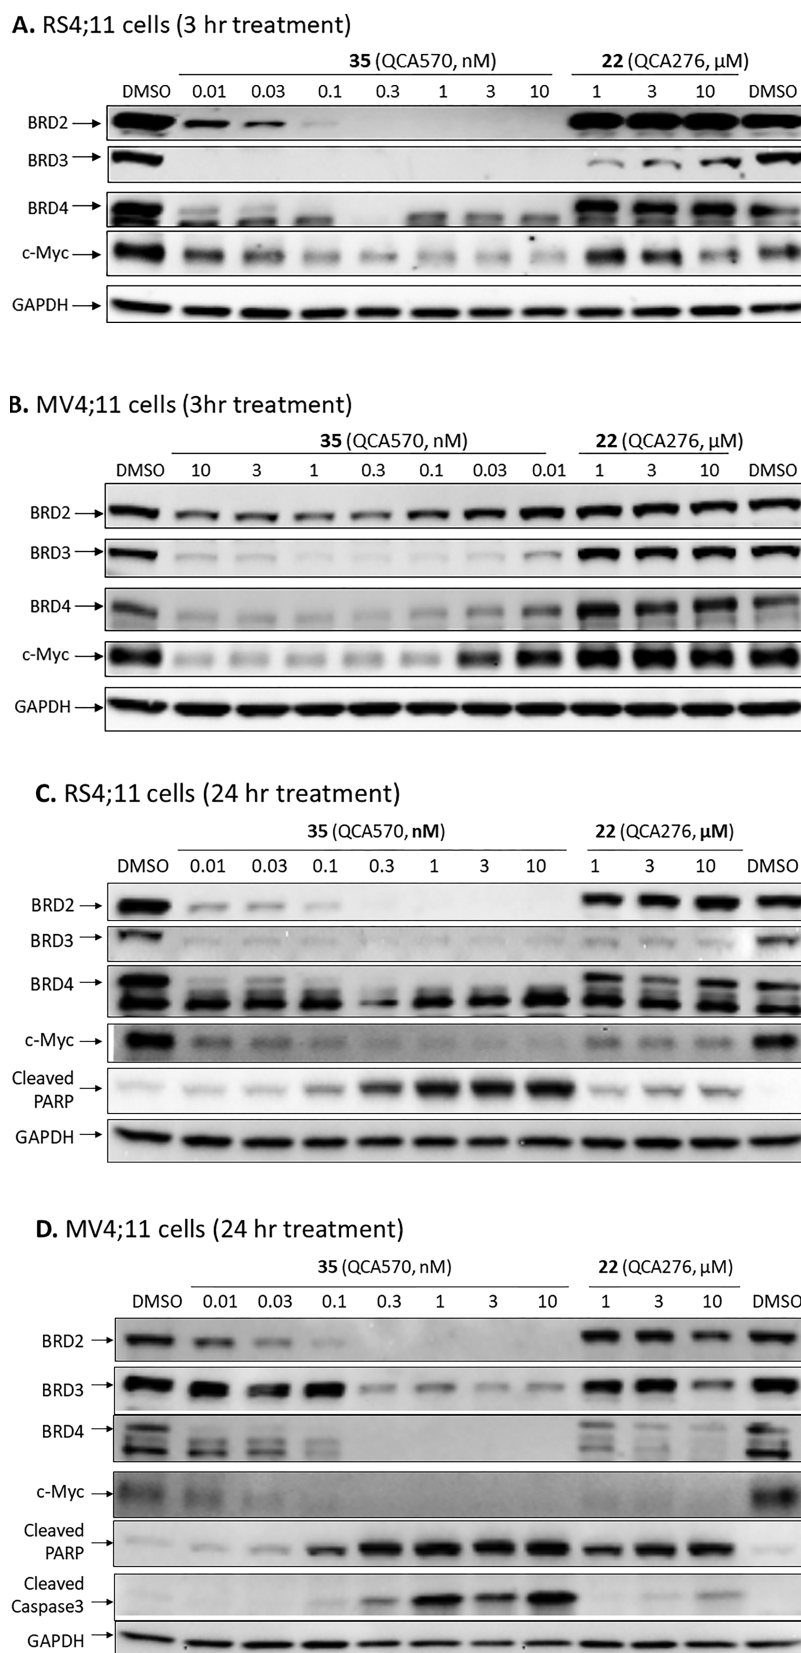 A. RS4;11 cells (3 hr treatment)
35 (QCA570, nM) 22 (QCA276, µM)
DMSO 0.01 0.03 0.1 0.3 1 3 10 1 3 10 DMSO
BRD2
BRD3
BRD4
c-Myc
GAPDH
B. MV4;11 cells (3hr treatment)
35 (QCA570, nM) 22 (QCA276, µM)
DMSO 10 3 1 0.3 0.1 0.03 0.01 1 3 10 DMSO
BRD2
BRD3
BRD4
c-Myc
GAPDH
C. RS4;11 cells (24 hr treatment)
35 (QCA570, nM) 22 (QCA276, µM)
DMSO 0.01 0.03 0.1 0.3 1 3 10 1 3 10 DMSO
BRD2
BRD3
BRD4
c-Myc
Cleaved
PARP
GAPDH
D. MV4;11 cells (24 hr treatment)
35 (QCA570, nM) 22 (QCA276, µM)
DMSO 0.01 0.03 0.1 0.3 1 3 10 1 3 10 DMSO
BRD2
BRD3
BRD4
c-Myc
Cleaved
PARP
Cleaved
Caspase3
GAPDH